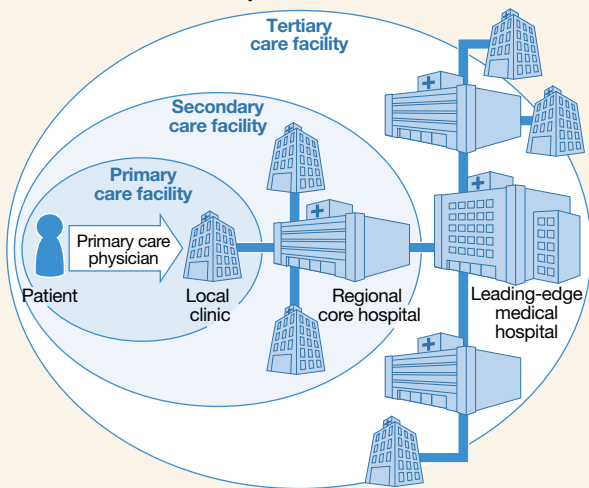 Tertiary
care facility
Secondary
care facility
Primary
care facility
Primary care
physician
Patient
Local
clinic
Regional
core hospital
Leading-edge
medical
hospital